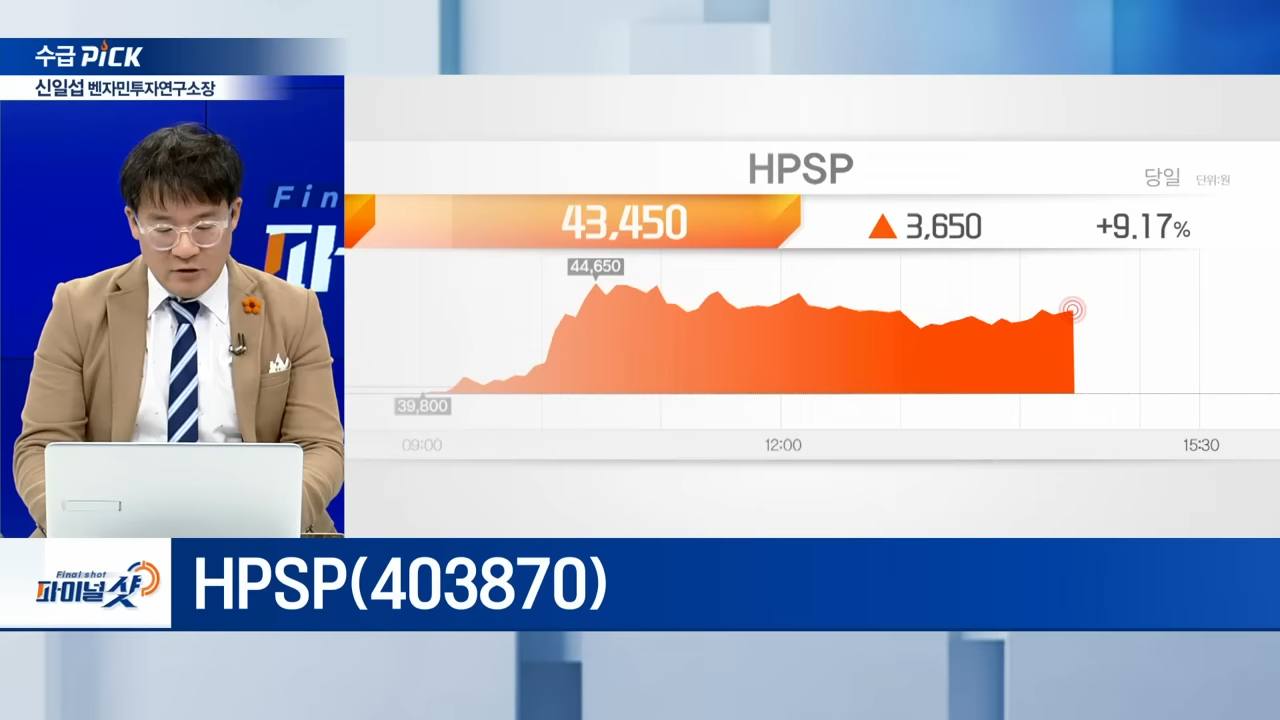 수급 PICK
신일섭 벤자민투자연구소장
Fin
파
HPSP
당일 단위:원
43,450 ▲ 3,650 +9.17%
44,650
39,800
09:00 12:00 15:30
Final shot
파이널샷
HPSP(403870)